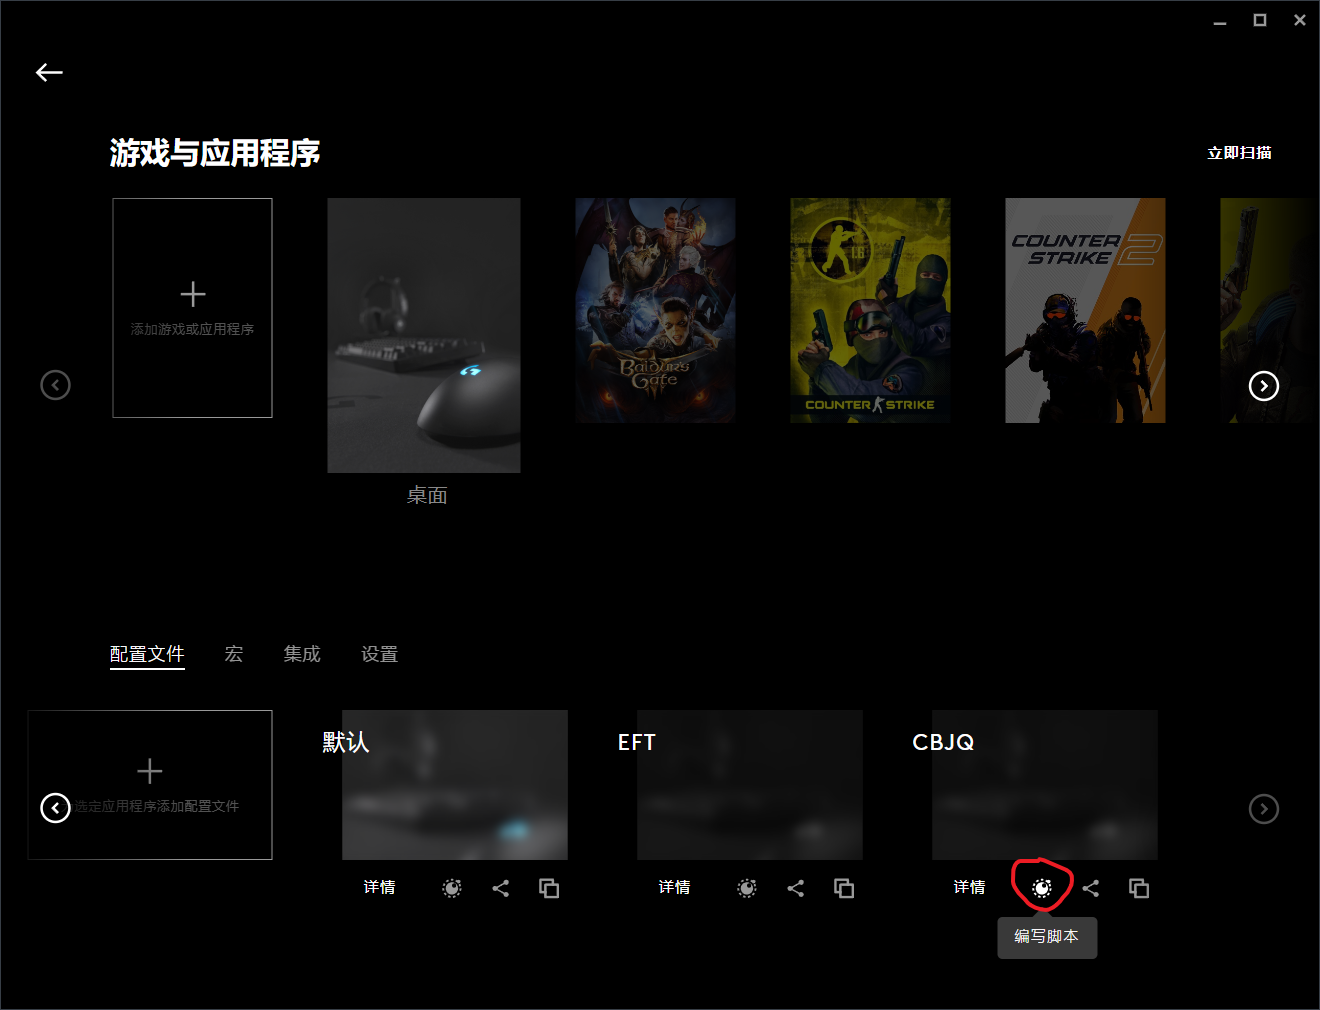 游戏与应用程序
立即扫描
添加游戏或应用程序
Baldur's
Gate
1.6
COUNTER STRIKE
COUNTER
STRIKE 2
桌面
配置文件
宏
集成
设置
选定应用程序添加配置文件
默认
EFT
CBJQ
详情
详情
详情
编写脚本